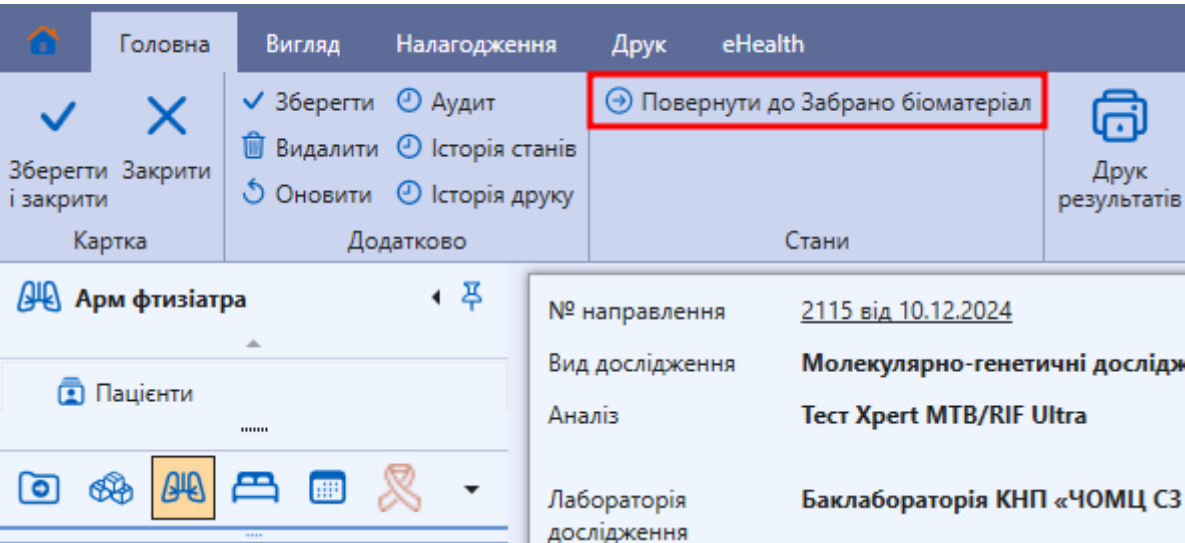 Головна Вигляд Налагодження Друк eHealth
Зберегти і закрити
Закрити
Картка
Зберегти
Видалити
Оновити
Аудит
Історія станів
Історія друку
Додатково
Повернути до Забрано біоматеріал
Стани
Друк результатів
Арм фтизіатра
Пацієнти
№ направлення 2115 від 10.12.2024
Вид дослідження Молекулярно-генетичні дослідж
Аналіз Тест Xpert MTB/RIF Ultra
Лабораторія дослідження Баклабораторія КНП «ЧОМЦ СЗ